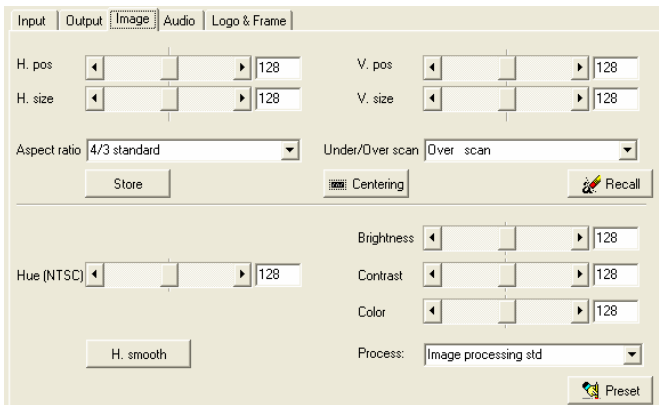 Input Output Image Audio Logo & Frame
H. pos 128 V. pos 128
H. size 128 V. size 128
Aspect ratio 4/3 standard Under/Over scan Over scan
Store Centering Recall
Brightness 128
Hue (NTSC) 128 Contrast 128
Color 128
H. smooth Process: Image processing std
Preset